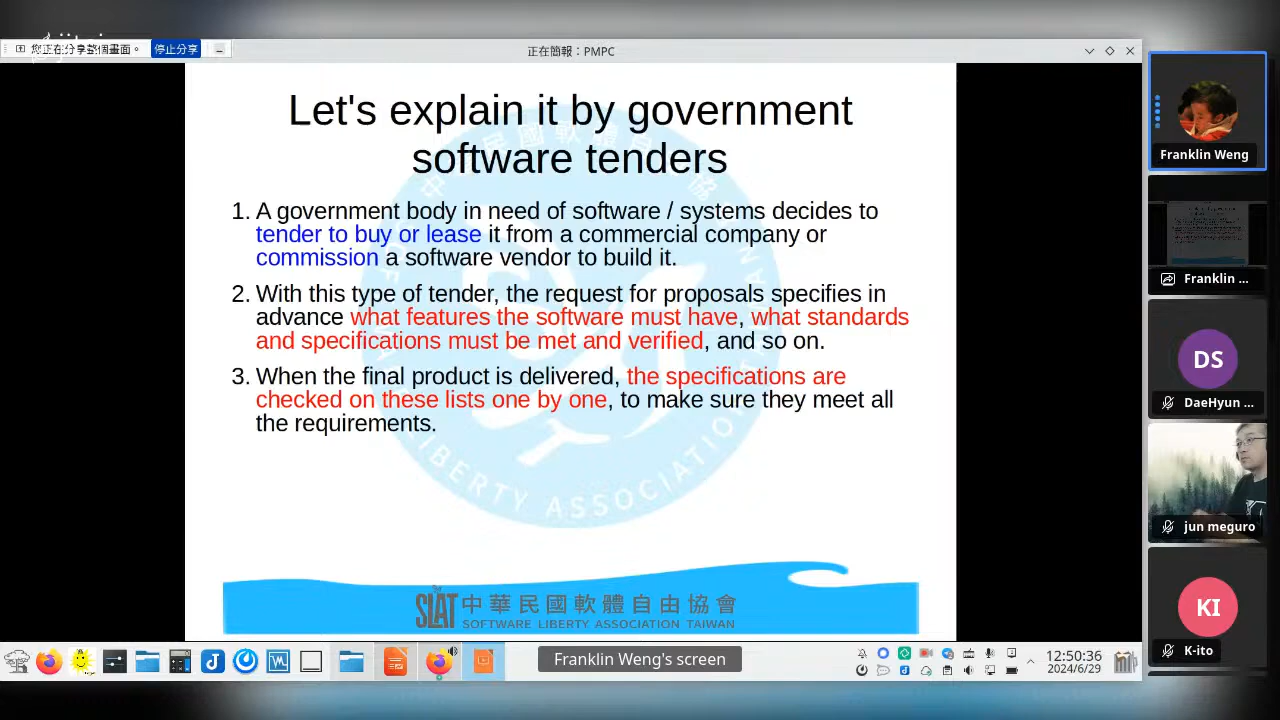 您正在分享整個畫面。
停止分享
正在簡報：PMPC
Let's explain it by government
software tenders
1. A government body in need of software / systems decides to
tender to buy or lease it from a commercial company or
commission a software vendor to build it.
2. With this type of tender, the request for proposals specifies in
advance what features the software must have, what standards
and specifications must be met and verified, and so on.
3. When the final product is delivered, the specifications are
checked on these lists one by one, to make sure they meet all
the requirements.
SLAT 中華民國軟體自由協會
SOFTWARE LIBERTY ASSOCIATION TAIWAN
Franklin Weng's screen
12:50:36
2024/6/29
Franklin Weng
Franklin ...
DS
DaeHyun ...
jun meguro
KI
K-ito